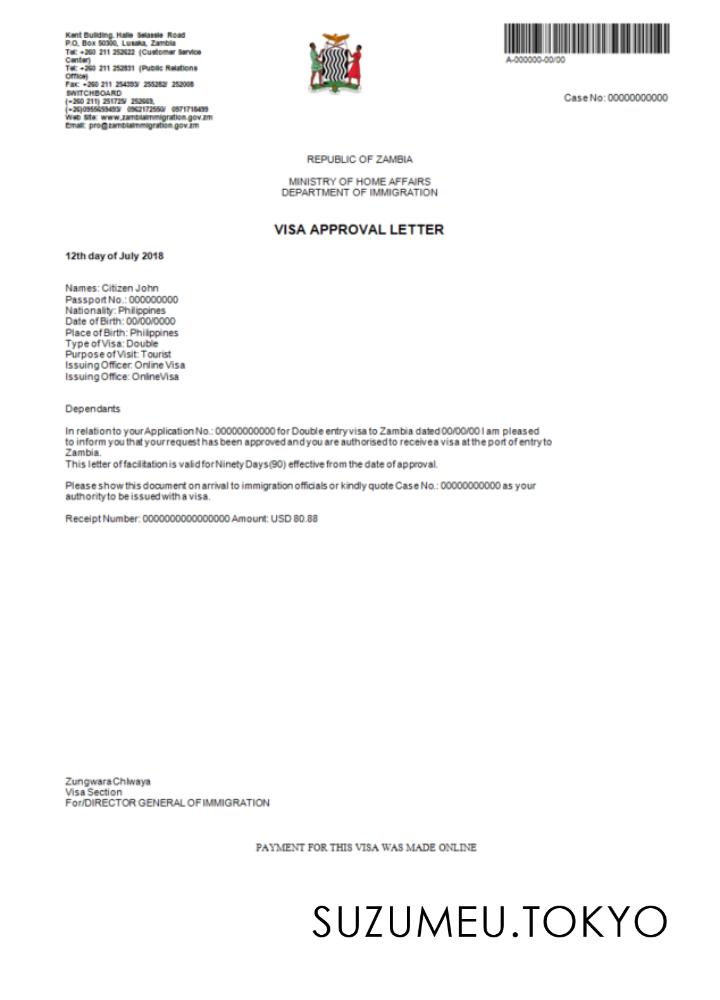 Kent Building, Haile Selassie Road
P.O, Box 50300, Lusaka, Zambia
Tel: +260 211 252622 (Customer Service
Center)
Tel: +260 211 252831 (Public Relations
Office)
Fax: +260 211 254393/ 255282/ 252008
SWITCHBOARD
(+260 211) 251725/ 252669,
(+26)0955659493/ 0962172550/ 0971718499
Web Site: www.zambiaimmigration.gov.zm
Email: pro@zambiaimmigration.gov.zm
A-000000-00/00
Case No: 00000000000
REPUBLIC OF ZAMBIA
MINISTRY OF HOME AFFAIRS
DEPARTMENT OF IMMIGRATION
VISA APPROVAL LETTER
12th day of July 2018
Names: Citizen John
Passport No.: 000000000
Nationality: Philippines
Date of Birth: 00/00/0000
Place of Birth: Philippines
Type of Visa: Double
Purpose of Visit: Tourist
Issuing Officer: Online Visa
Issuing Office: OnlineVisa
Dependants
In relation to your Application No.: 00000000000 for Double entry visa to Zambia dated 00/00/00 I am pleased
to inform you that your request has been approved and you are authorised to receive a visa at the port of entry to
Zambia.
This letter of facilitation is valid for Ninety Days(90) effective from the date of approval.
Please show this document on arrival to immigration officials or kindly quote Case No.: 00000000000 as your
authority to be issued with a visa.
Receipt Number: 0000000000000000 Amount: USD 80.88
Zungwara Chiwaya
Visa Section
For/DIRECTOR GENERAL OF IMMIGRATION
PAYMENT FOR THIS VISA WAS MADE ONLINE
SUZUMEU.TOKYO